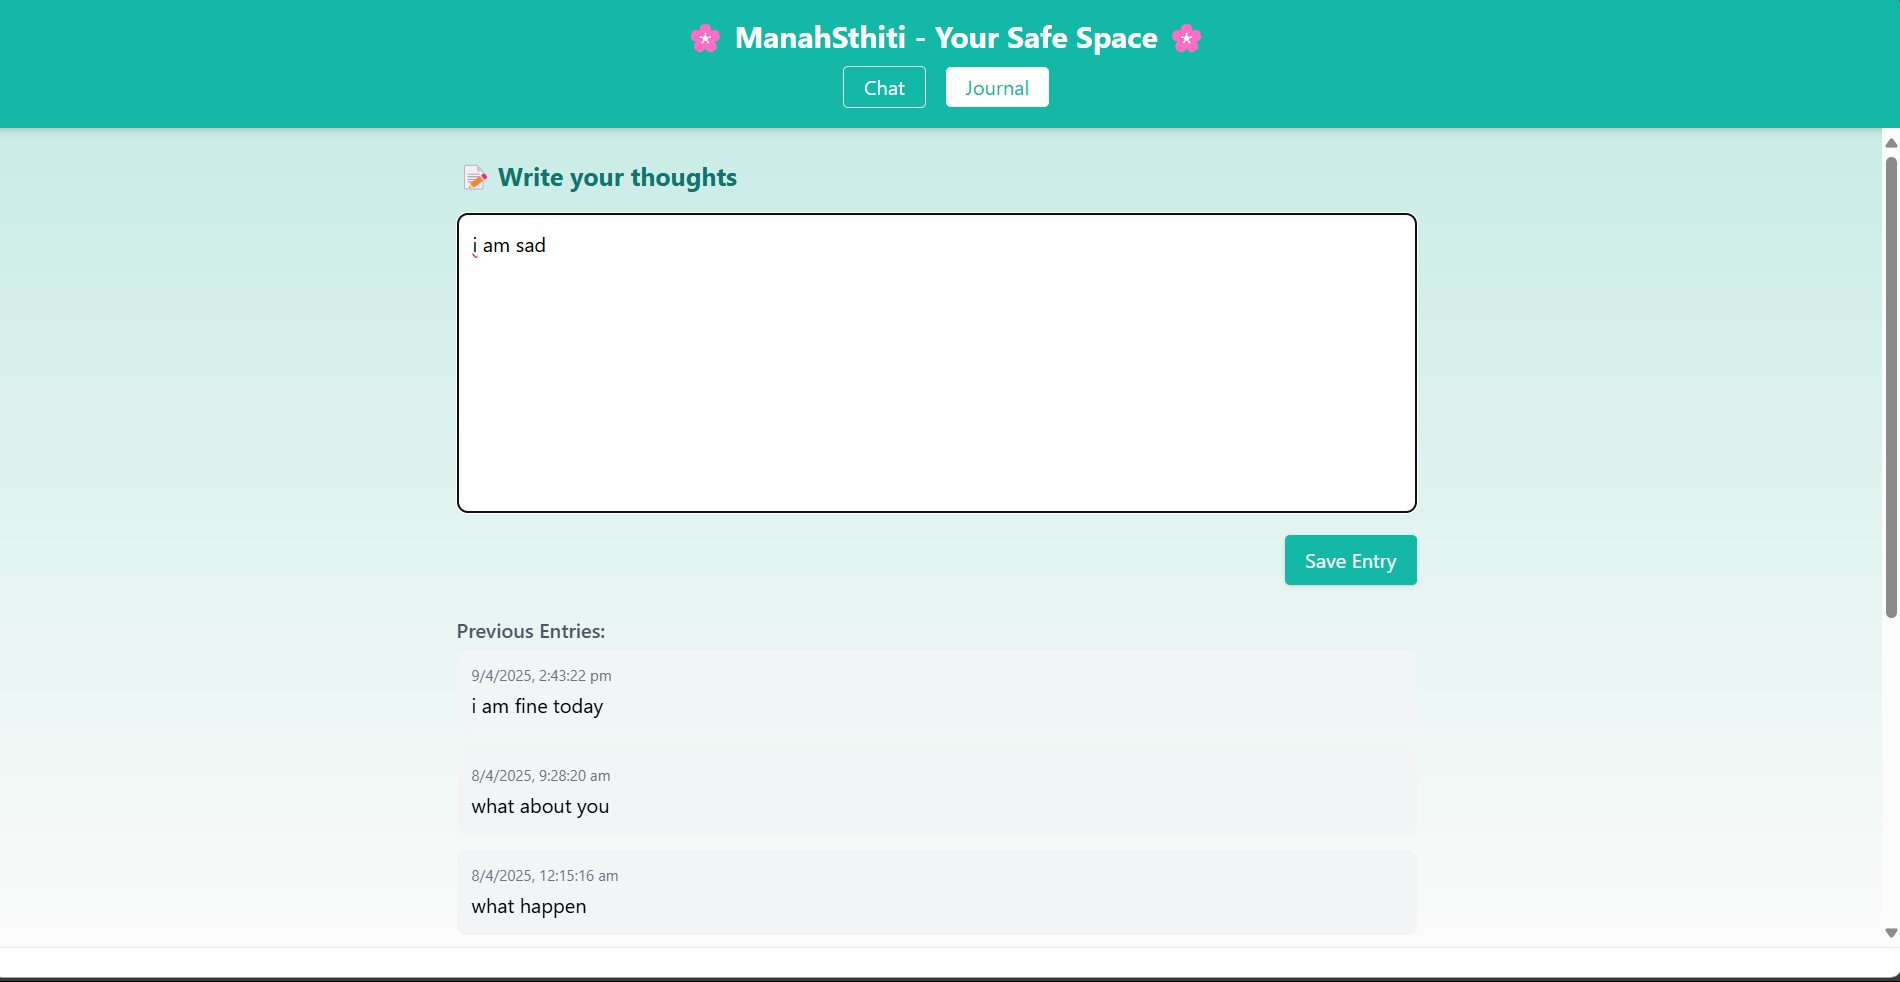 🌸 ManahSthiti - Your Safe Space 🌸
Chat Journal
📝 Write your thoughts
i am sad
Save Entry
Previous Entries:
9/4/2025, 2:43:22 pm
i am fine today
8/4/2025, 9:28:20 am
what about you
8/4/2025, 12:15:16 am
what happen